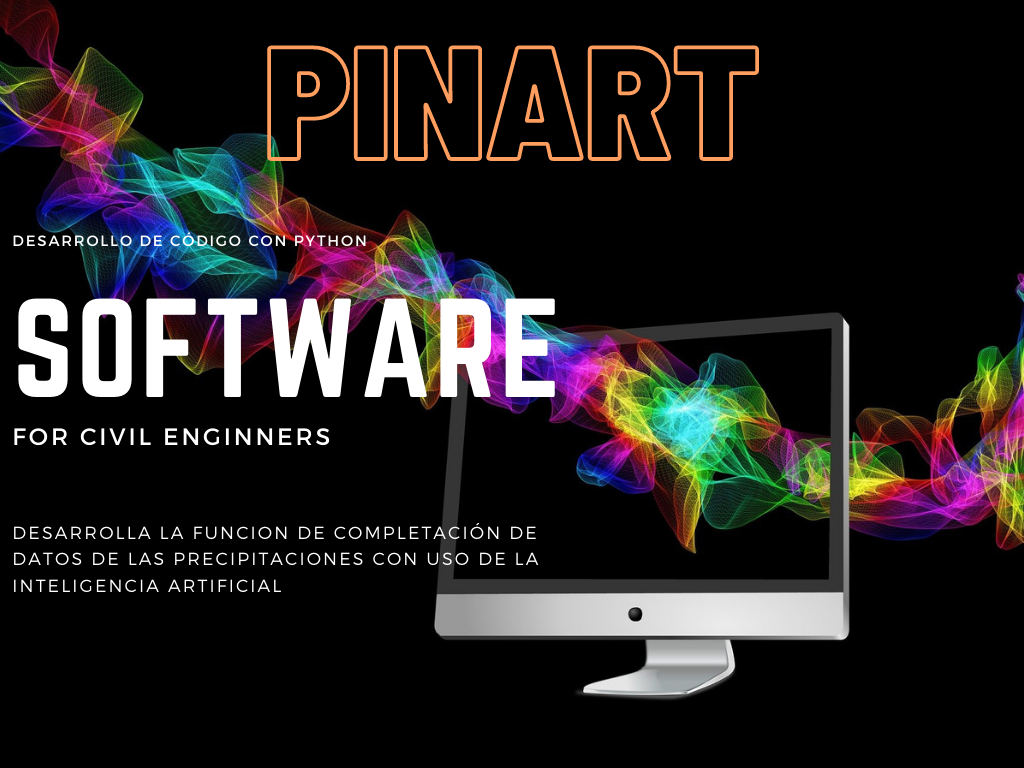 PINART
DESARROLLO DE CÓDIGO CON PYTHON
SOFTWARE
FOR CIVIL ENGINNERS
DESARROLLA LA FUNCION DE COMPLETACIÓN DE
DATOS DE LAS PRECIPITACIONES CON USO DE LA
INTELIGENCIA ARTIFICIAL